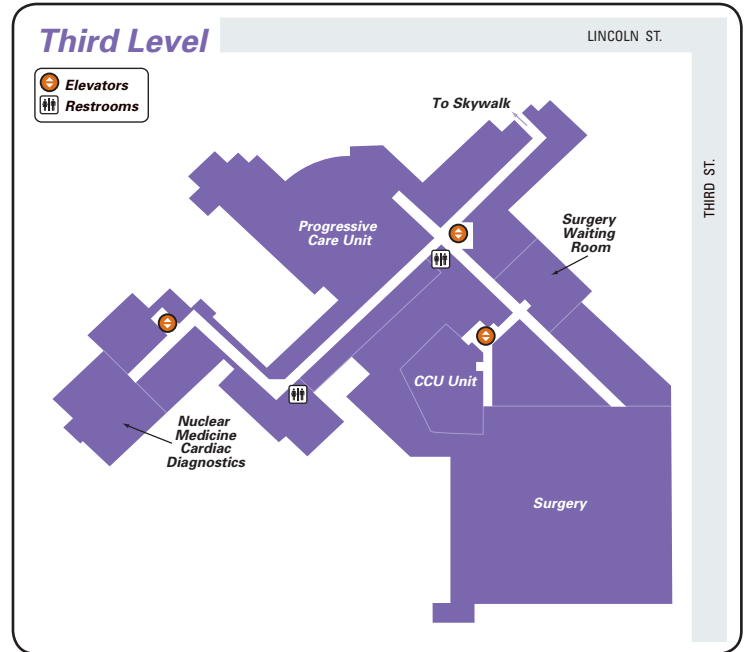 Third Level
LINCOLN ST.
Elevators
Restrooms
To Skywalk
THIRD ST.
Surgery
Waiting
Room
Progressive
Care Unit
CCU Unit
Nuclear
Medicine
Cardiac
Diagnostics
Surgery